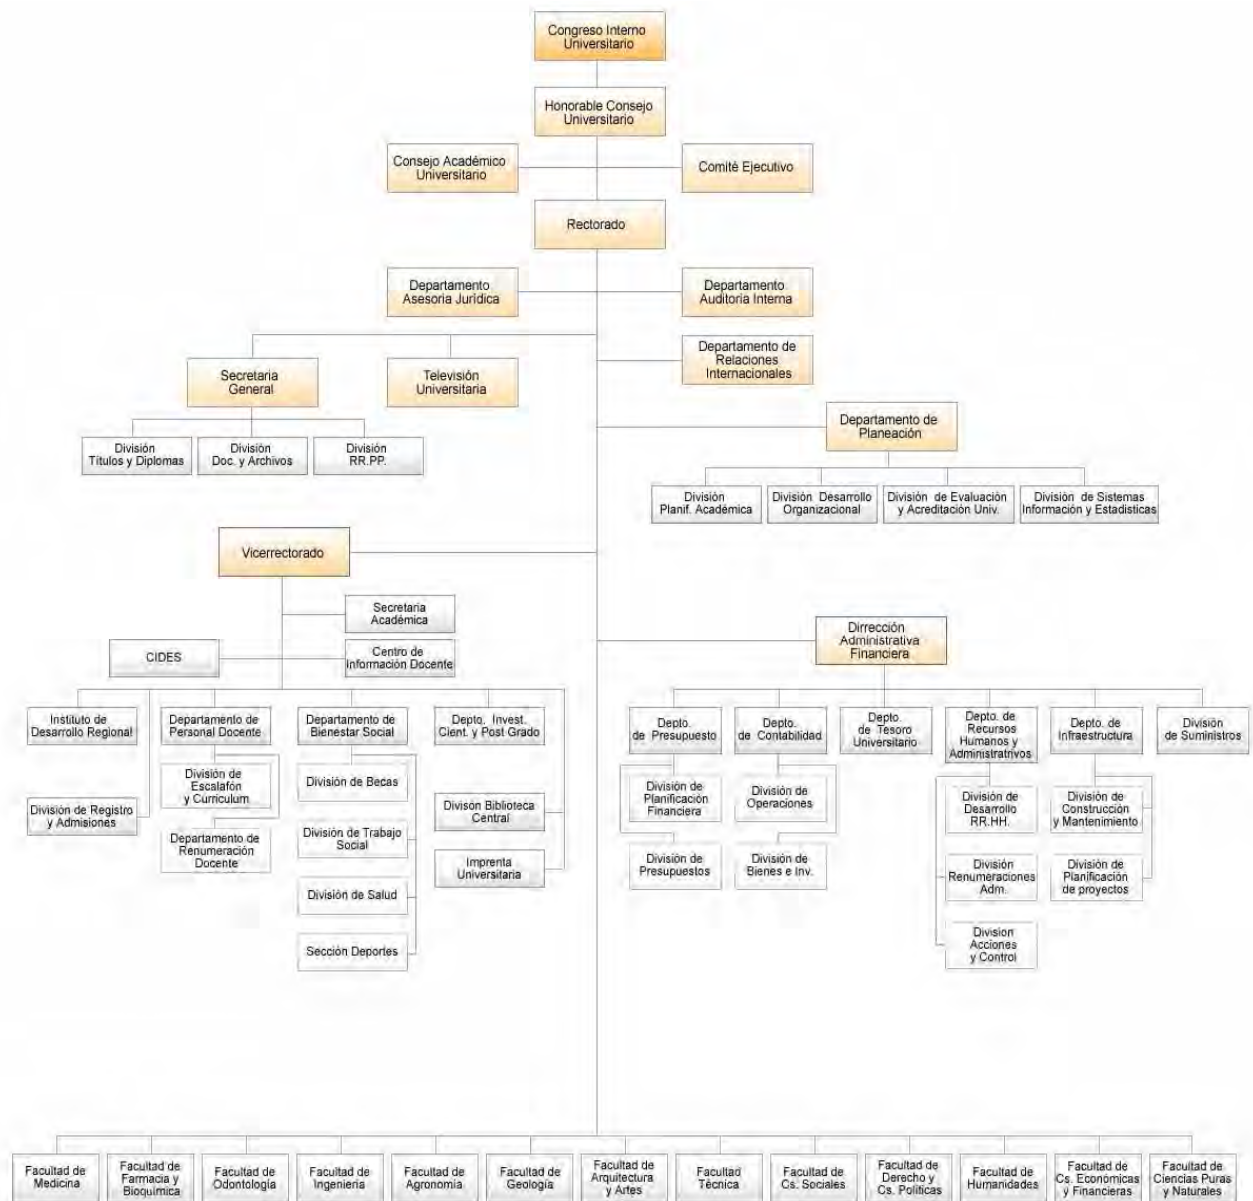 Congreso Interno
Universitario
Honorable Consejo
Universitario
Consejo Académico
Universitario
Comité Ejecutivo
Rectorado
Departamento
Asesoria Jurídica
Departamento
Auditoría Interna
Departamento de
Relaciones
Internacionales
Secretaria
General
Televisión
Universitaria
Departamento de
Planeación
División
Títulos y Diplomas
División
Doc. y Archivos
División
RR.PP.
División
Planif. Académica
División Desarrollo
Organizacional
División de Evaluación
y Acreditación Univ.
División de Sistemas
Información y Estadisticas
Vicerrectorado
Secretaria
Académica
CIDES
Centro de
Información Docente
Dirrección
Administrativa
Financiera
Instituto de
Desarrollo Regional
Departamento de
Personal Docente
Departamento de
Bienestar Social
Depto. Invest.
Cient. y Post Grado
Depto.
de Presupuesto
Depto.
de Contabilidad
Depto.
de Tesoro
Universitario
Depto. de
Recursos
Humanos y
Administrativos
Depto. de
Infraestructura
División
de Suministros
División de
Escalafón
y Curriculum
División de Becas
División de Registro
y Admisiones
Divisón Biblioteca
Central
División de
Planificación
Financiera
División de
Operaciones
División de
Desarrollo
RR.HH.
División de
Construcción
y Mantenimiento
Departamento de
Renumeración
Docente
División de Trabajo
Social
Imprenta
Universitaria
División de
Presupuestos
División de
Bienes e Inv.
División
Renumeraciones
Adm.
División de
Planificación
de proyectos
División de Salud
Sección Deportes
Division
Acciones
y Control
Facultad de
Medicina
Facultad de
Farmacia y
Bioquímica
Facultad de
Odontología
Facultad de
Ingenieria
Facultad de
Agronomía
Facultad de
Geología
Facultad de
Arquitectura
y Artes
Facultad
Técnica
Facultad de
Cs. Sociales
Facultad de
Derecho y
Cs. Políticas
Facultad de
Humanidades
Facultad de
Cs. Económicas
y Financieras
Facultad de
Ciencias Puras
y Naturales